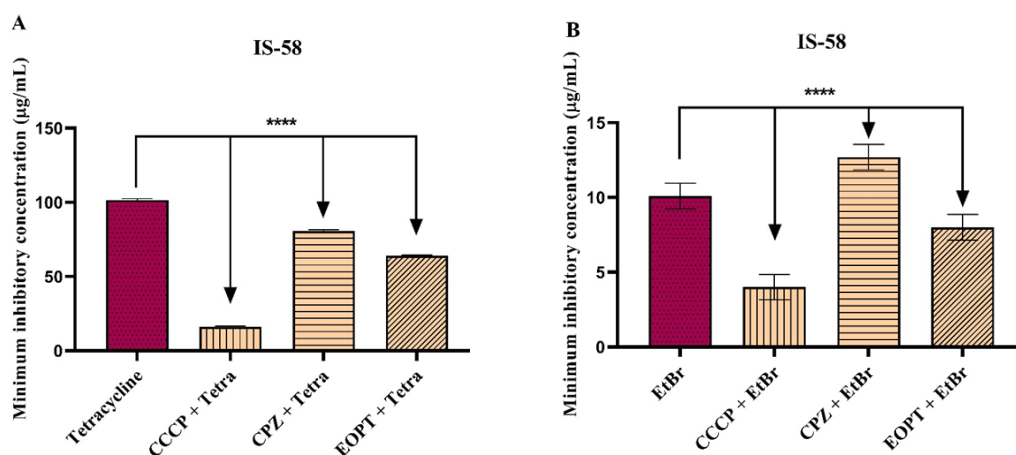 A
IS-58
Minimum inhibitory concentration (µg/mL)
150
100
50
0
****
Tetracycline
CCCP + Tetra
CPZ + Tetra
EOPT + Tetra
B
IS-58
Minimum inhibitory concentration (µg/mL)
15
10
5
0
****
EtBr
CCCP + EtBr
CPZ + EtBr
EOPT + EtBr